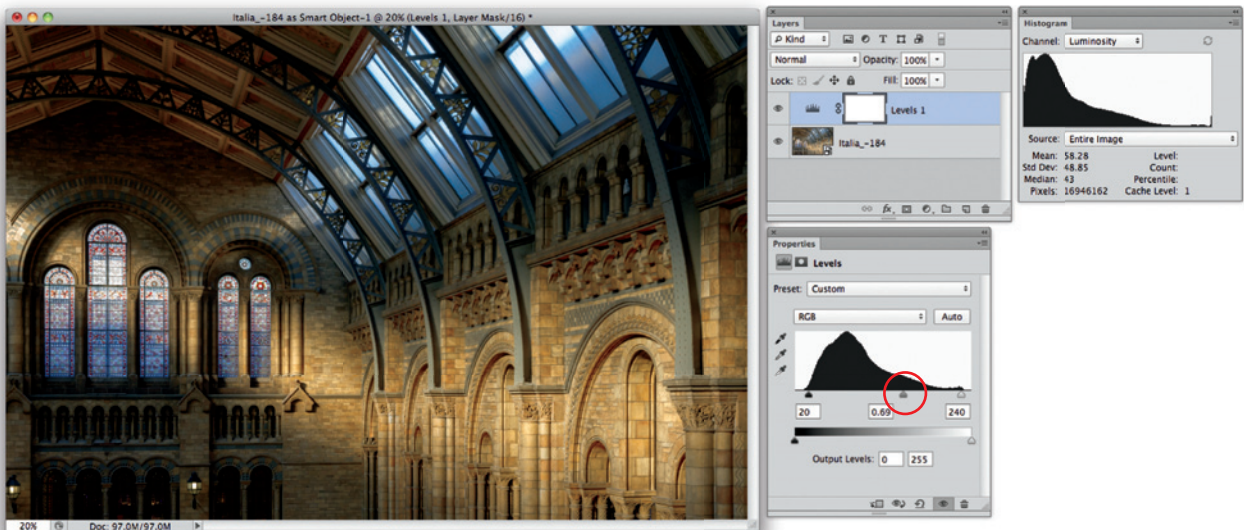 Italia_~184 as Smart Object-1 @ 20% (Levels 1, Layer Mask/16) *
20% Doc: 97.0M/97.0M
Layers
Kind
Normal Opacity: 100%
Lock: Fill: 100%
Levels 1
Italia_~184
fx
Properties
Levels
Preset: Custom
RGB Auto
20 0.69 240
Output Levels: 0 255
Histogram
Channel: Luminosity
Source: Entire Image
Mean: 58.28 Level:
Std Dev: 48.85 Count:
Median: 43 Percentile:
Pixels: 16946162 Cache Level: 1